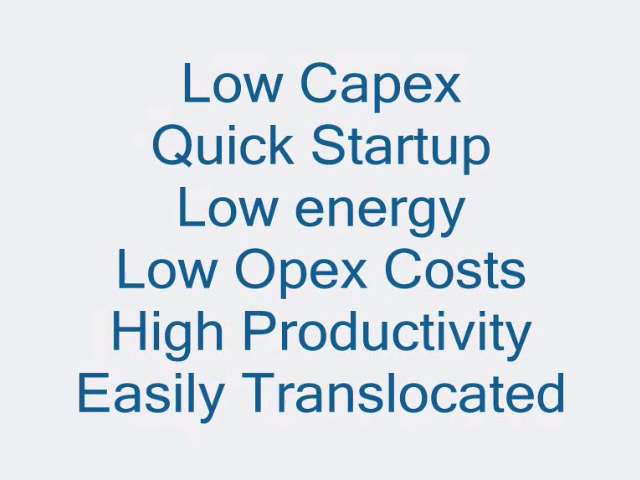 Low Capex
Quick Startup
Low energy
Low Opex Costs
High Productivity
Easily Translocated